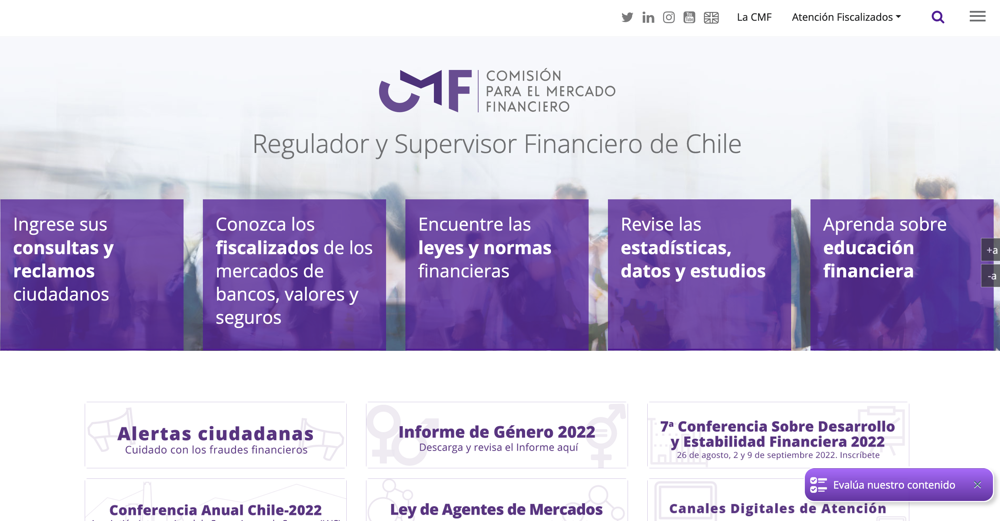 You
Tube
La CMF
Atención Fiscalizados
CMF
COMISIÓN
PARA EL MERCADO
FINANCIERO
Regulador y Supervisor Financiero de Chile
Ingrese sus
consultas y
reclamos
ciudadanos
Conozca los
fiscalizados de los
mercados de
bancos, valores y
seguros
Encuentre las
leyes y normas
financieras
Revise las
estadísticas,
datos y estudios
Aprenda sobre
educación
financiera
+a
-a
Alertas ciudadanas
Cuidado con los fraudes financieros
Informe de Género 2022
Descarga y revisa el Informe aquí
7ª Conferencia Sobre Desarrollo
y Estabilidad Financiera 2022
26 de agosto, 2 y 9 de septiembre 2022. Inscríbete
Evalúa nuestro contenido
Conferencia Anual Chile-2022
Ley de Agentes de Mercados
Canales Digitales de Atención